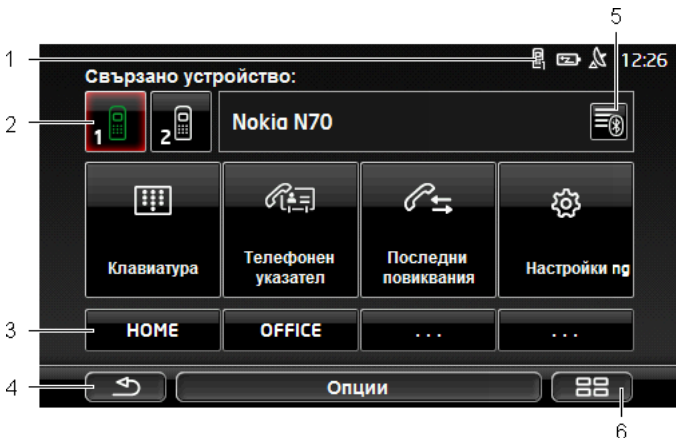 5
1
12:26
Свързано устройство:
2
1
2
Nokia N70
Клавиатура
Телефонен
указател
Последни
повиквания
Настройки ng
3
HOME
OFFICE
...
...
4
Опции
6